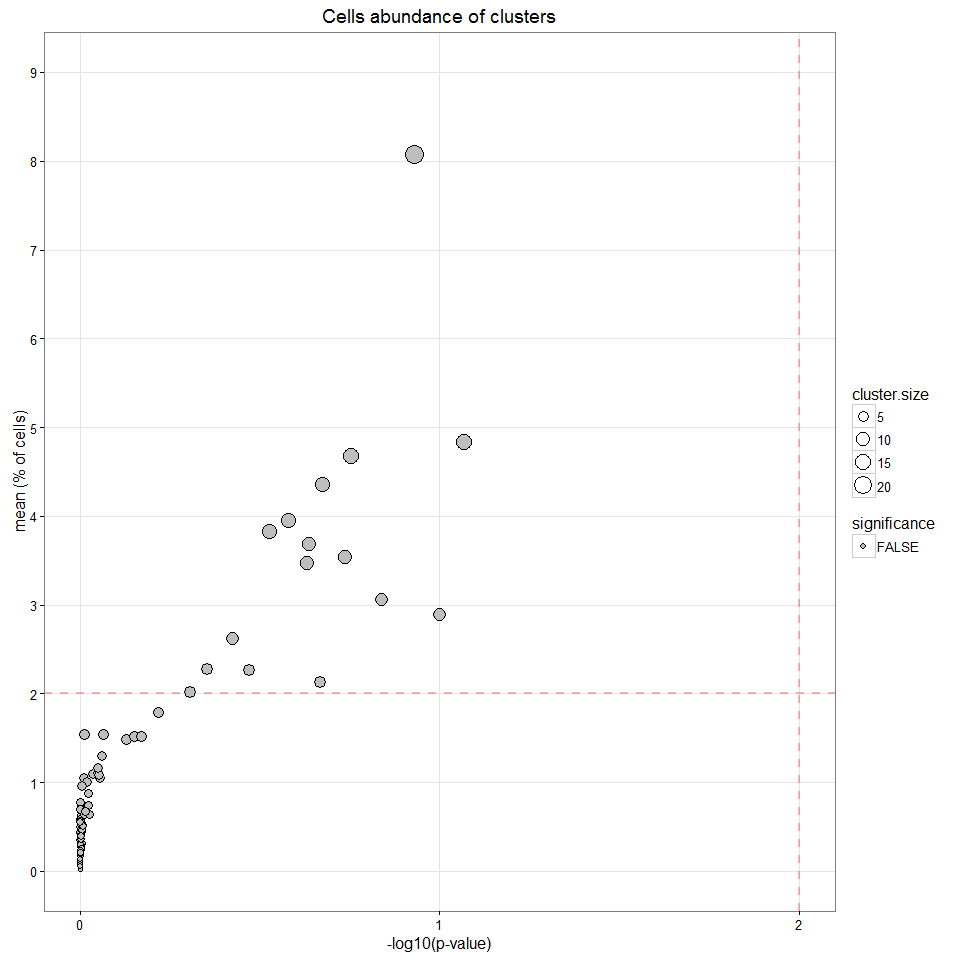 Cells abundance of clusters
9
8
7
6
5
4
3
2
1
0
mean (% of cells)
0 1 2
-log10(p-value)
cluster.size
5
10
15
20
significance
FALSE